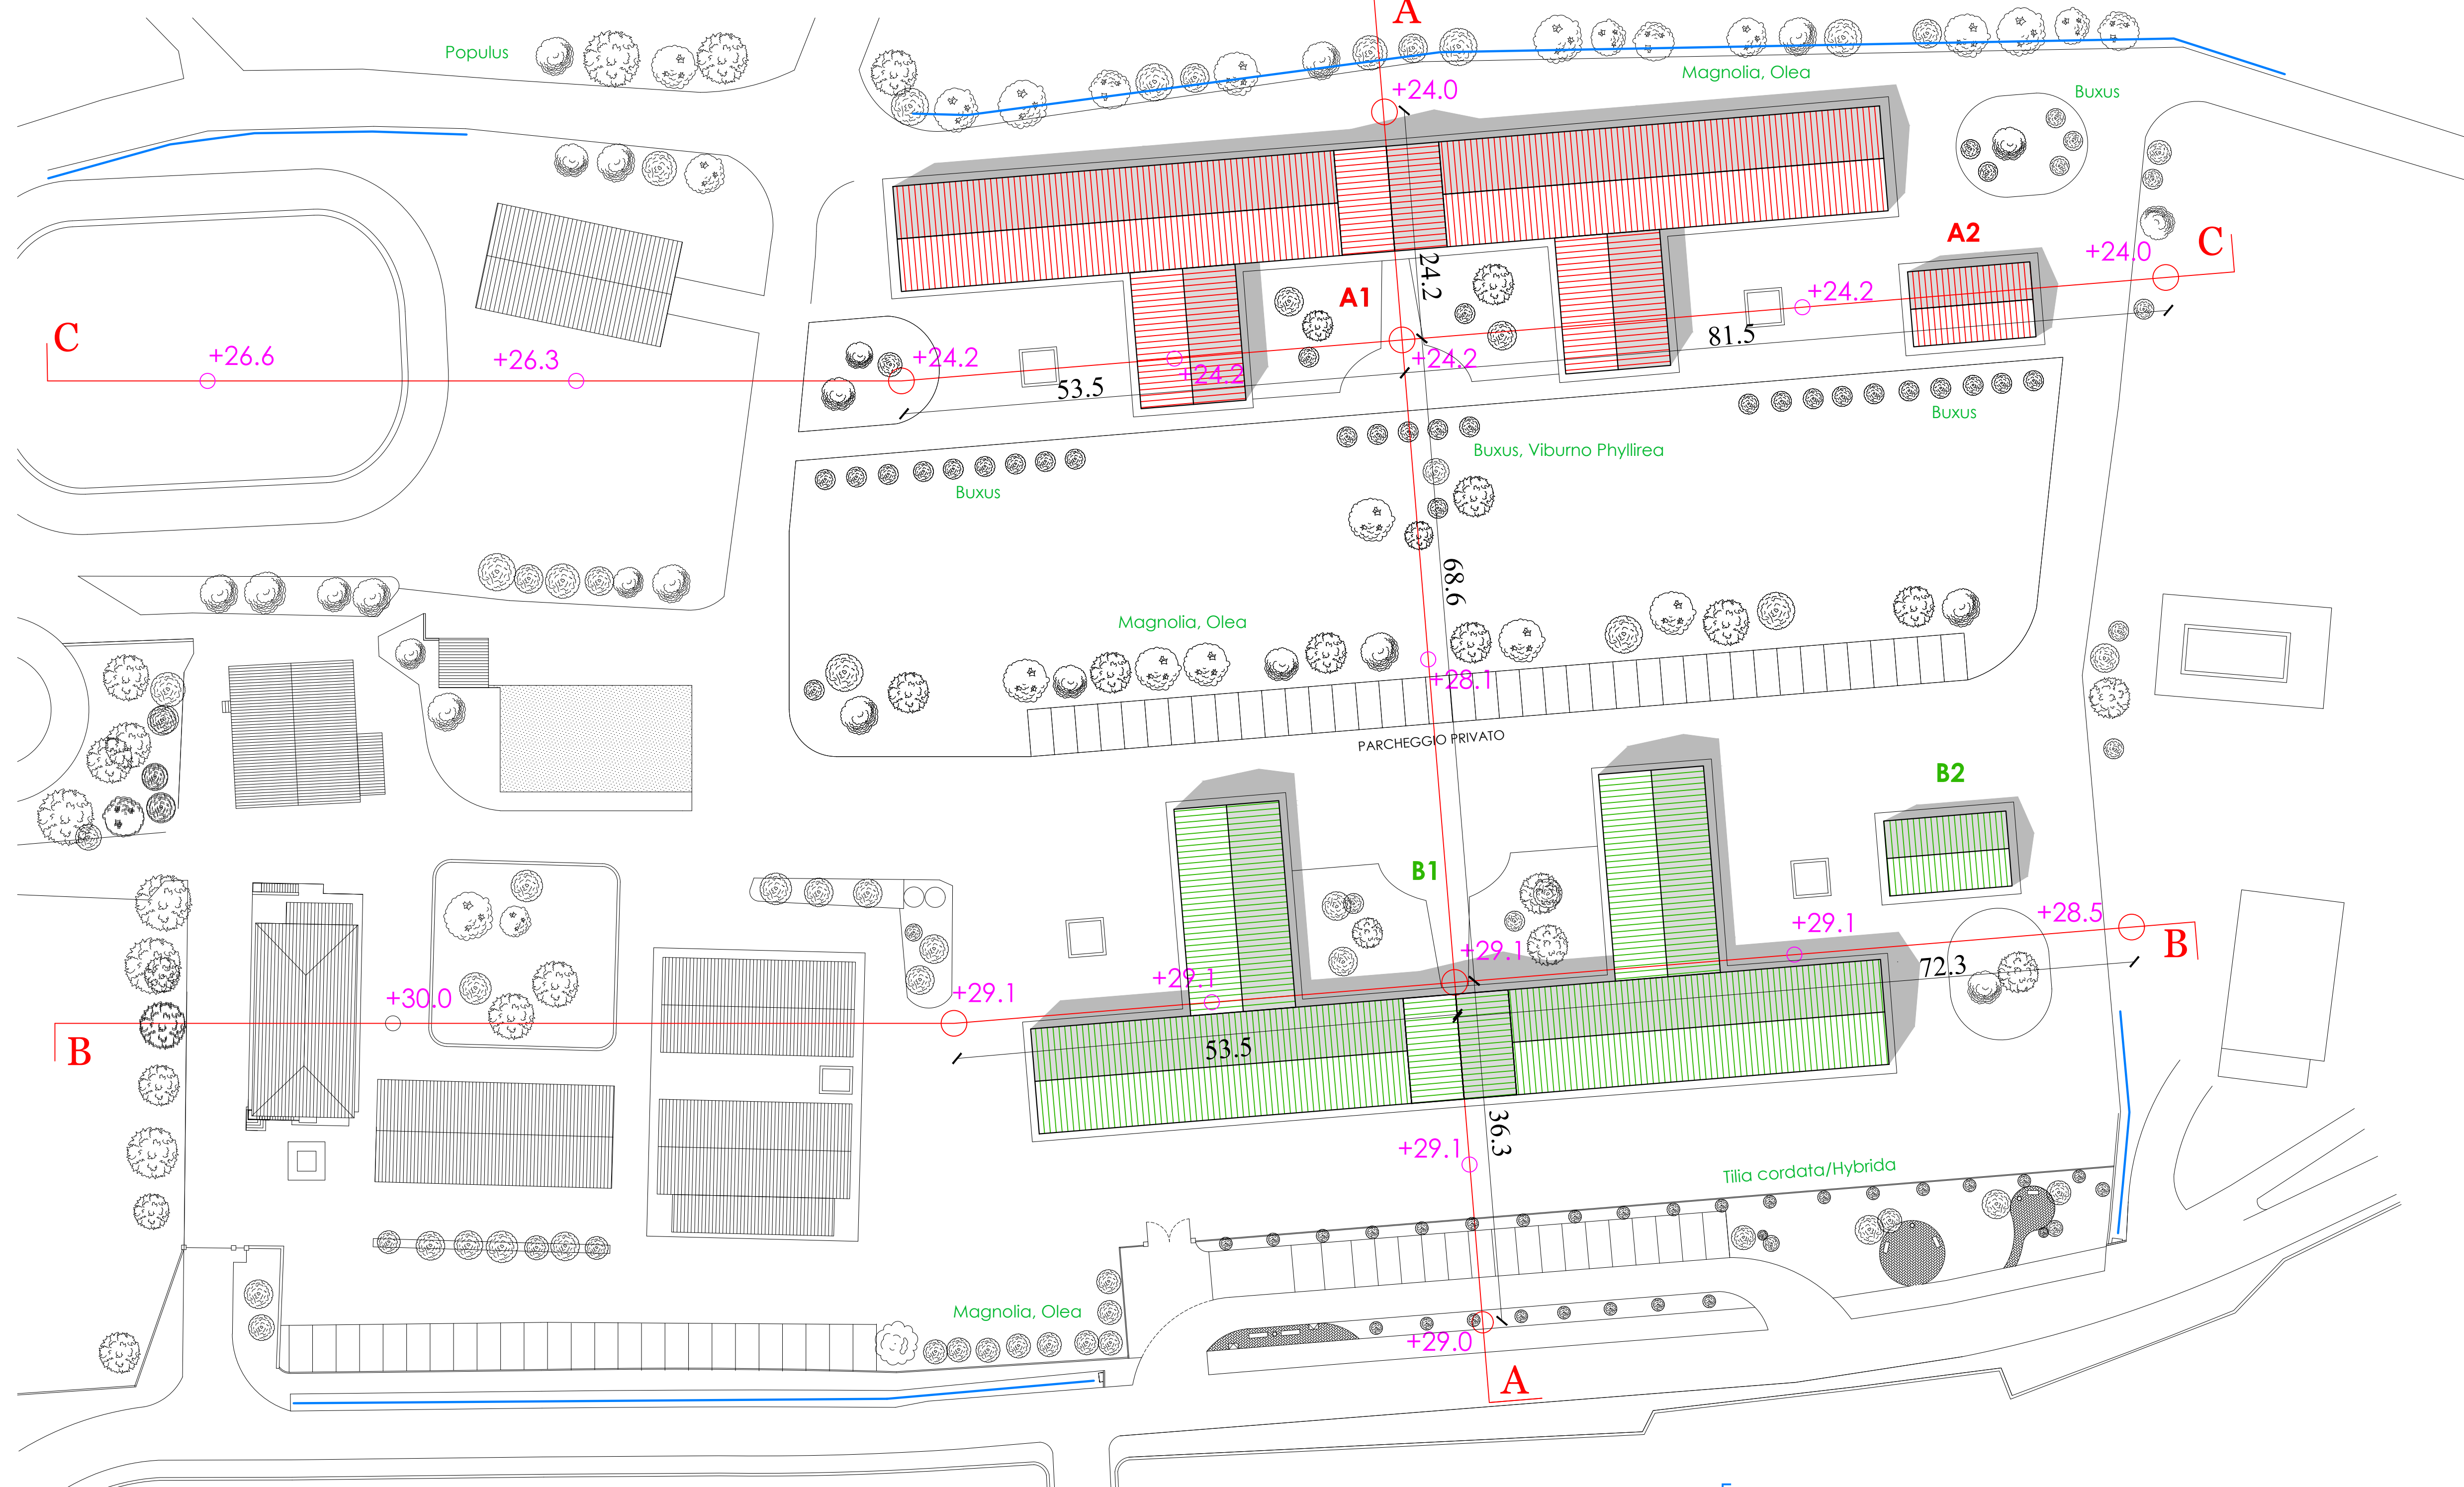 A
Populus
Magnolia, Olea
+24.0
Buxus
A2
+24.0
C
24.2
A1
+24.2
C
+26.6
+26.3
+24.2
+24.2
+24.2
81.5
53.5
Buxus
Buxus, Viburno Phyllirea
Buxus
68.6
Magnolia, Olea
+28.1
PARCHEGGIO PRIVATO
B2
B1
+28.5
+29.1
B
+29.1
72.3
+29.1
+29.1
+30.0
B
53.5
36.3
+29.1
Tilia cordata/Hybrida
Magnolia, Olea
+29.0
A